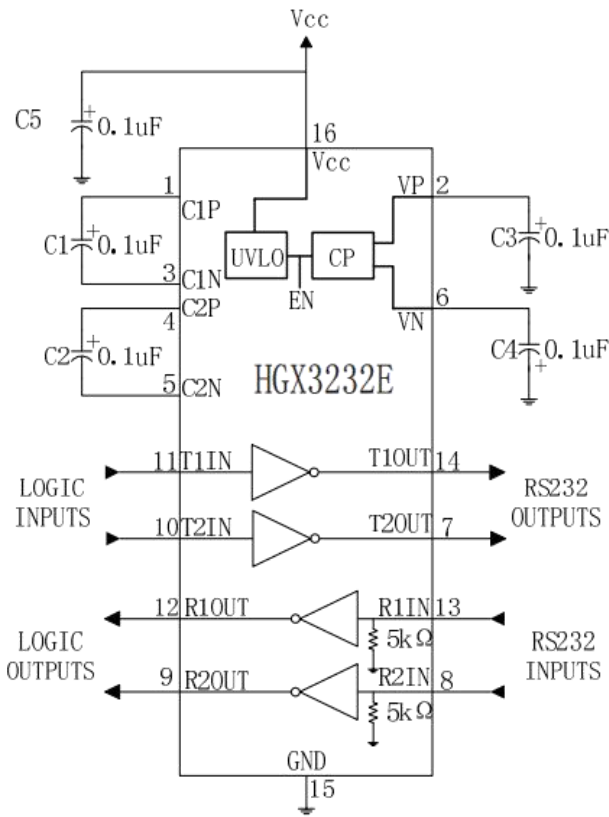 Vcc
C5
+
0.1uF
16
Vcc
1
C1P
VP
2
C1
+
0.1uF
UVLO
CP
C3
+
0.1uF
3
C1N
EN
4
C2P
VN
6
C2
+
0.1uF
C4
+
0.1uF
5
C2N
HGX3232E
LOGIC
INPUTS
11
T1IN
T1OUT
14
RS232
OUTPUTS
10
T2IN
T2OUT
7
LOGIC
OUTPUTS
12
R1OUT
R1IN
13
5kΩ
RS232
INPUTS
9
R2OUT
R2IN
8
5kΩ
GND
15